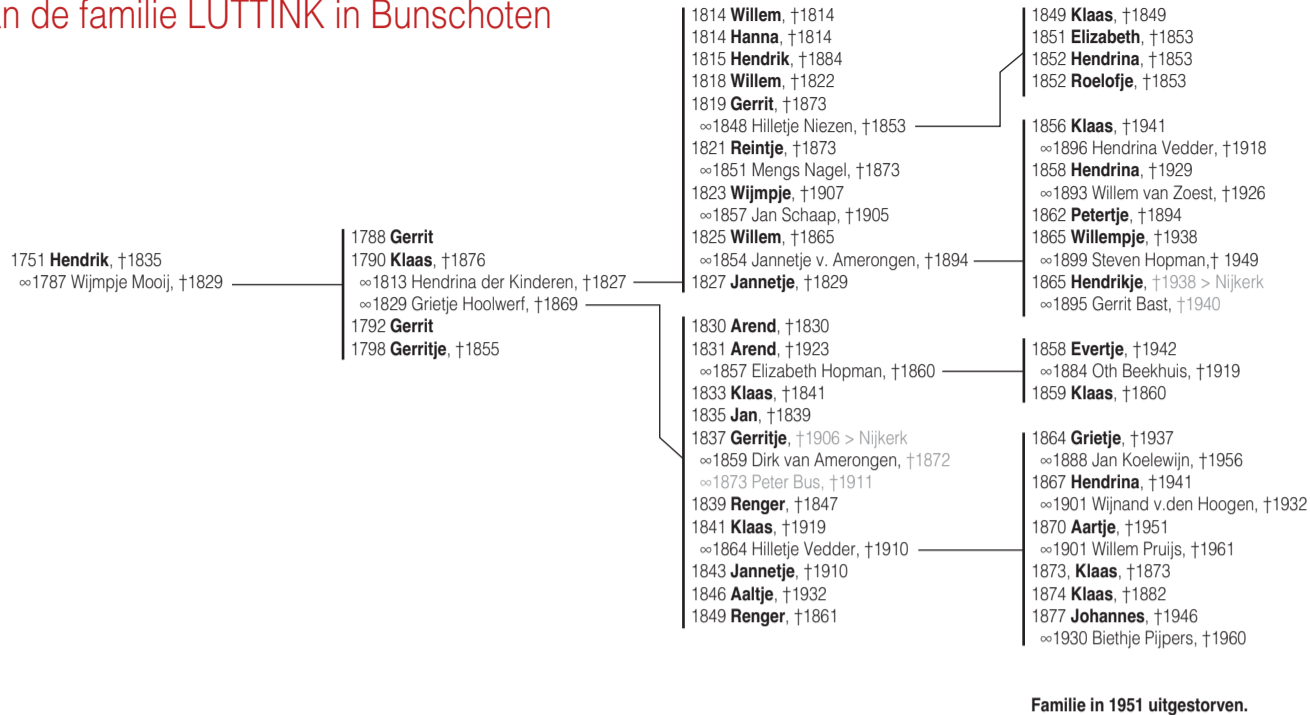 an de familie LUTTINK in Bunschoten
1751 Hendrik, †1835
∞1787 Wijmpje Mooij, †1829
1788 Gerrit
1790 Klaas, †1876
∞1813 Hendrina der Kinderen, †1827
∞1829 Grietje Hoolwerf, †1869
1792 Gerrit
1798 Gerritje, †1855
1814 Willem, †1814
1814 Hanna, †1814
1815 Hendrik, †1884
1818 Willem, †1822
1819 Gerrit, †1873
∞1848 Hilletje Niezen, †1853
1821 Reintje, †1873
∞1851 Mengs Nagel, †1873
1823 Wijmpje, †1907
∞1857 Jan Schaap, †1905
1825 Willem, †1865
∞1854 Jannetje v. Amerongen, †1894
1827 Jannetje, †1829
1830 Arend, †1830
1831 Arend, †1923
∞1857 Elizabeth Hopman, †1860
1833 Klaas, †1841
1835 Jan, †1839
1837 Gerritje, †1906 > Nijkerk
∞1859 Dirk van Amerongen, †1872
∞1873 Peter Bus, †1911
1839 Renger, †1847
1841 Klaas, †1919
∞1864 Hilletje Vedder, †1910
1843 Jannetje, †1910
1846 Aaltje, †1932
1849 Renger, †1861
1849 Klaas, †1849
1851 Elizabeth, †1853
1852 Hendrina, †1853
1852 Roelofje, †1853
1856 Klaas, †1941
∞1896 Hendrina Vedder, †1918
1858 Hendrina, †1929
∞1893 Willem van Zoest, †1926
1862 Petertje, †1894
1865 Willempje, †1938
∞1899 Steven Hopman,† 1949
1865 Hendrikje, †1938 > Nijkerk
∞1895 Gerrit Bast, †1940
1858 Evertje, †1942
∞1884 Oth Beekhuis, †1919
1859 Klaas, †1860
1864 Grietje, †1937
∞1888 Jan Koelewijn, †1956
1867 Hendrina, †1941
∞1901 Wijnand v.den Hoogen, †1932
1870 Aartje, †1951
∞1901 Willem Pruijs, †1961
1873, Klaas, †1873
1874 Klaas, †1882
1877 Johannes, †1946
∞1930 Biethje Pijpers, †1960
Familie in 1951 uitgestorven.